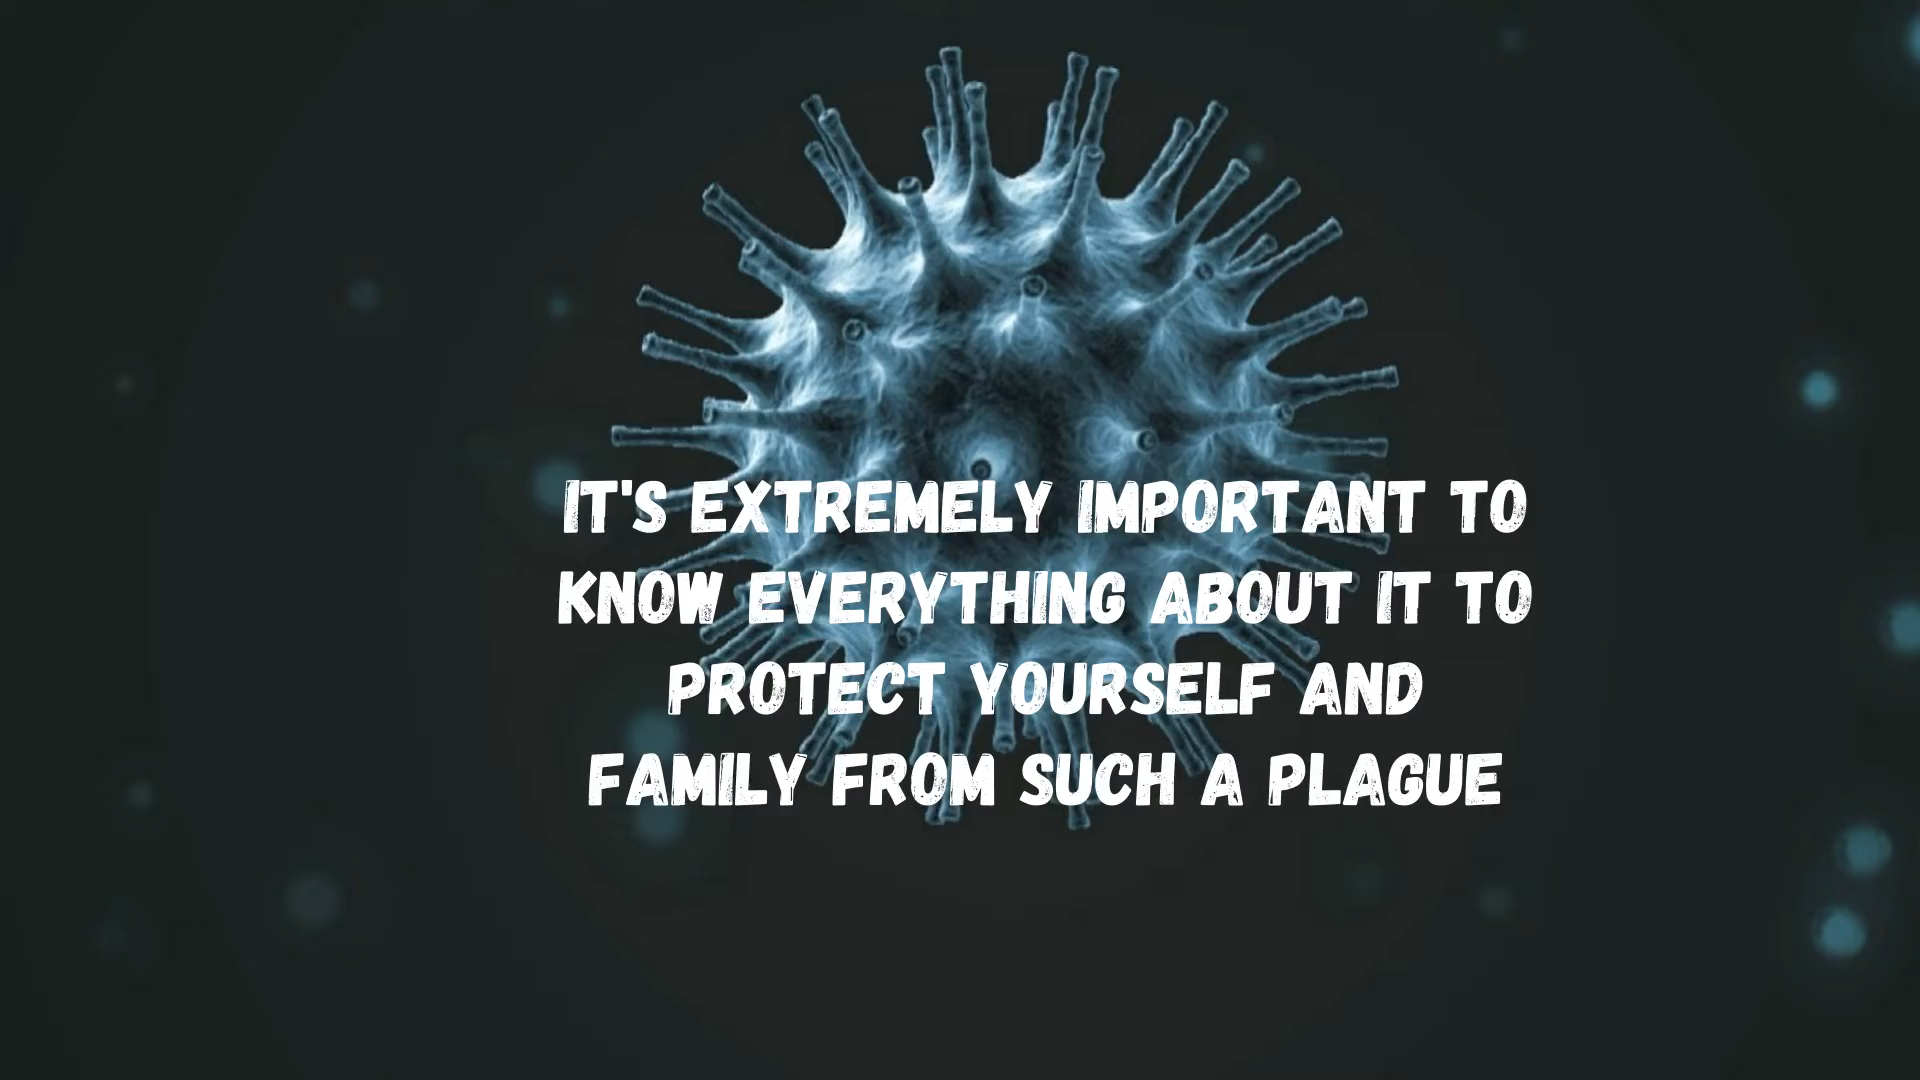 IT'S EXTREMELY IMPORTANT TO
KNOW EVERYTHING ABOUT IT TO
PROTECT YOURSELF AND
FAMILY FROM SUCH A PLAGUE